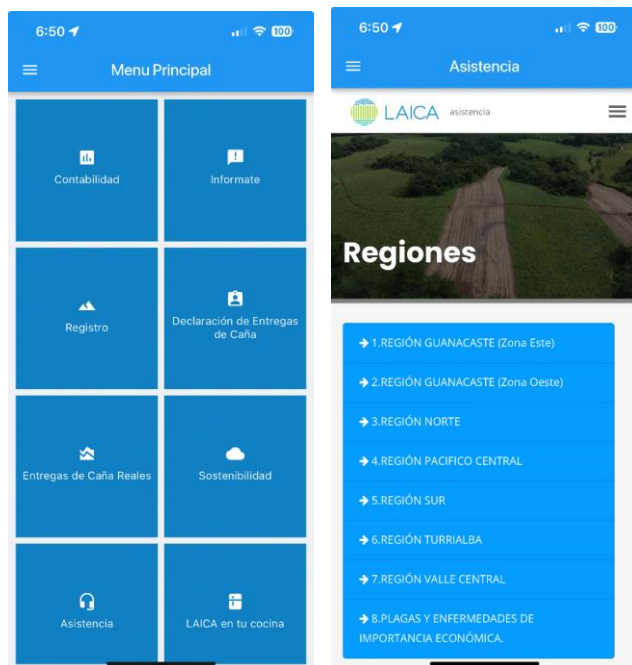 6:50
100
Menu Principal
Contabilidad
Informate
Registro
Declaración de Entregas
de Caña
Entregas de Caña Reales
Sostenibilidad
Asistencia
LAICA en tu cocina
6:50
100
Asistencia
LAICA asistencia
Regiones
1.REGIÓN GUANACASTE (Zona Este)
2.REGIÓN GUANACASTE (Zona Oeste)
3.REGIÓN NORTE
4.REGIÓN PACIFICO CENTRAL
5.REGIÓN SUR
6.REGIÓN TURRIALBA
7.REGIÓN VALLE CENTRAL
8.PLAGAS Y ENFERMEDADES DE
IMPORTANCIA ECONÓMICA.